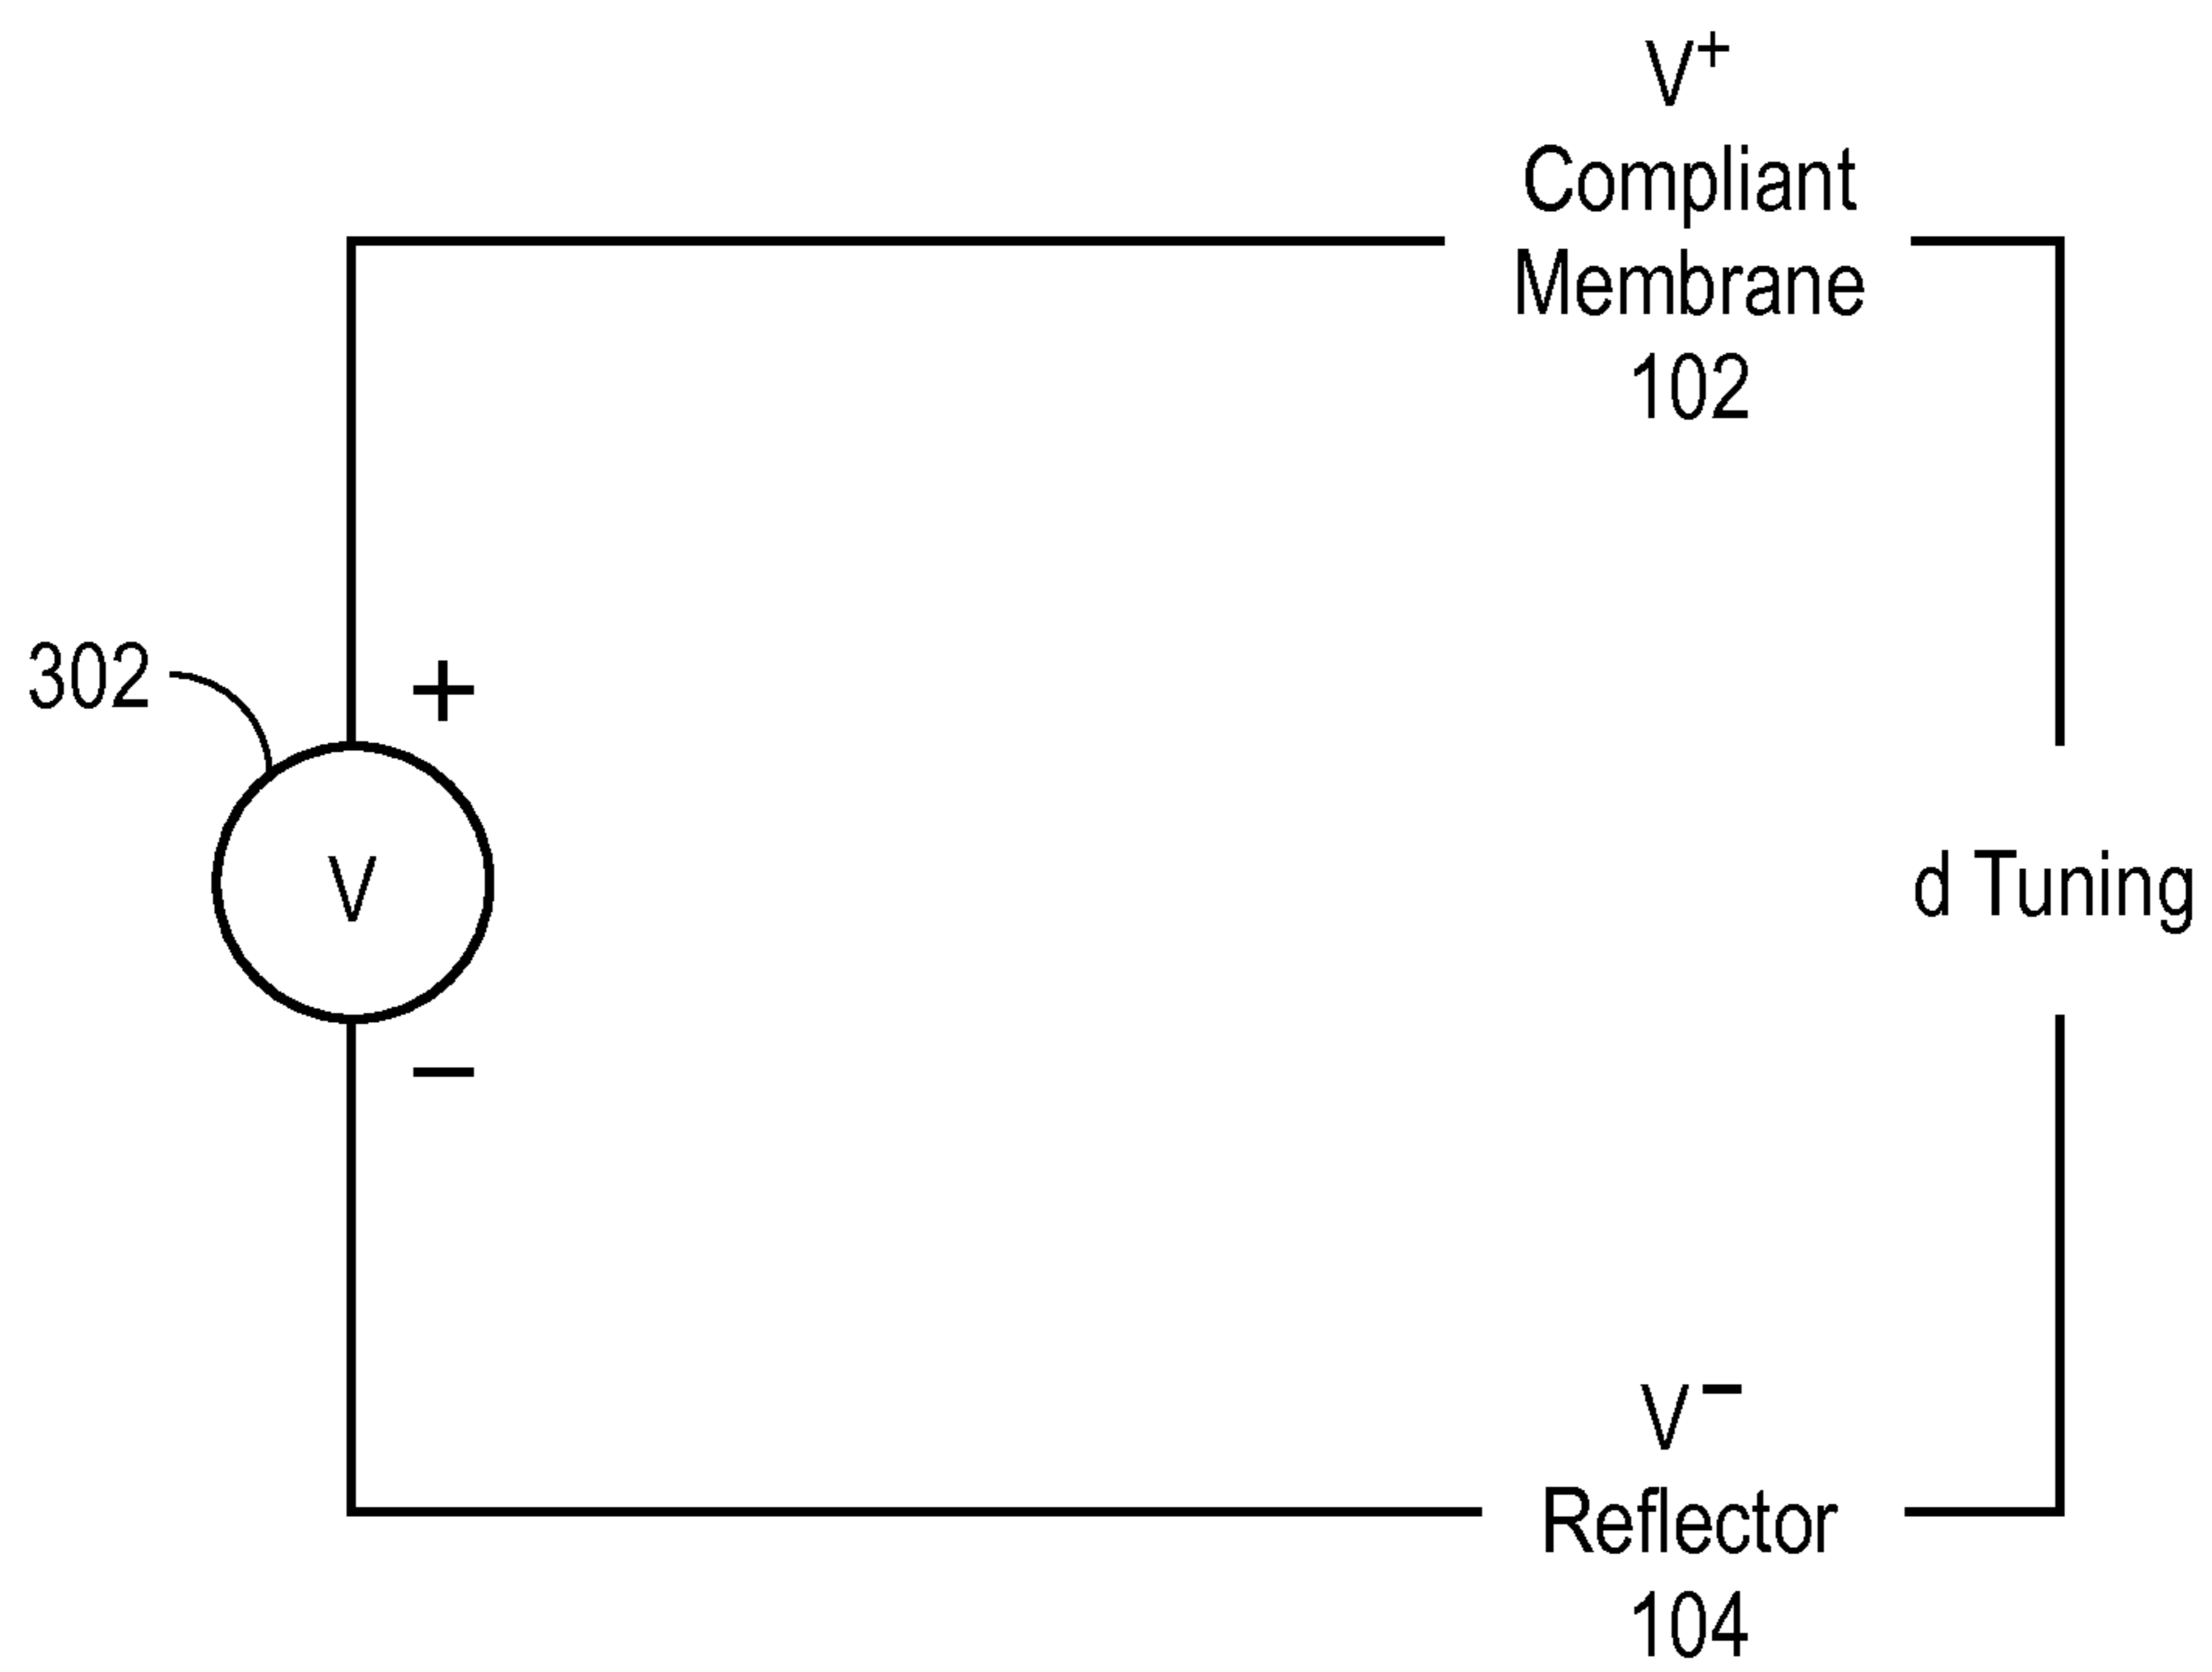 V+
Compliant
Membrane
102
302
+
V
d Tuning
−
V−
Reflector
104